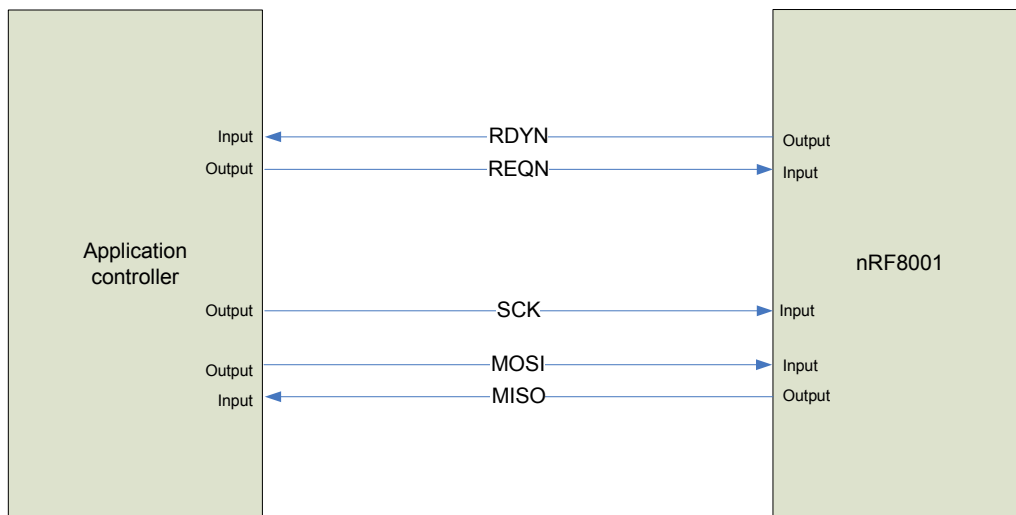 Input
RDYN
Output
Output
REQN
Input
Application
controller
nRF8001
Output
SCK
Input
Output
MOSI
Input
Input
MISO
Output